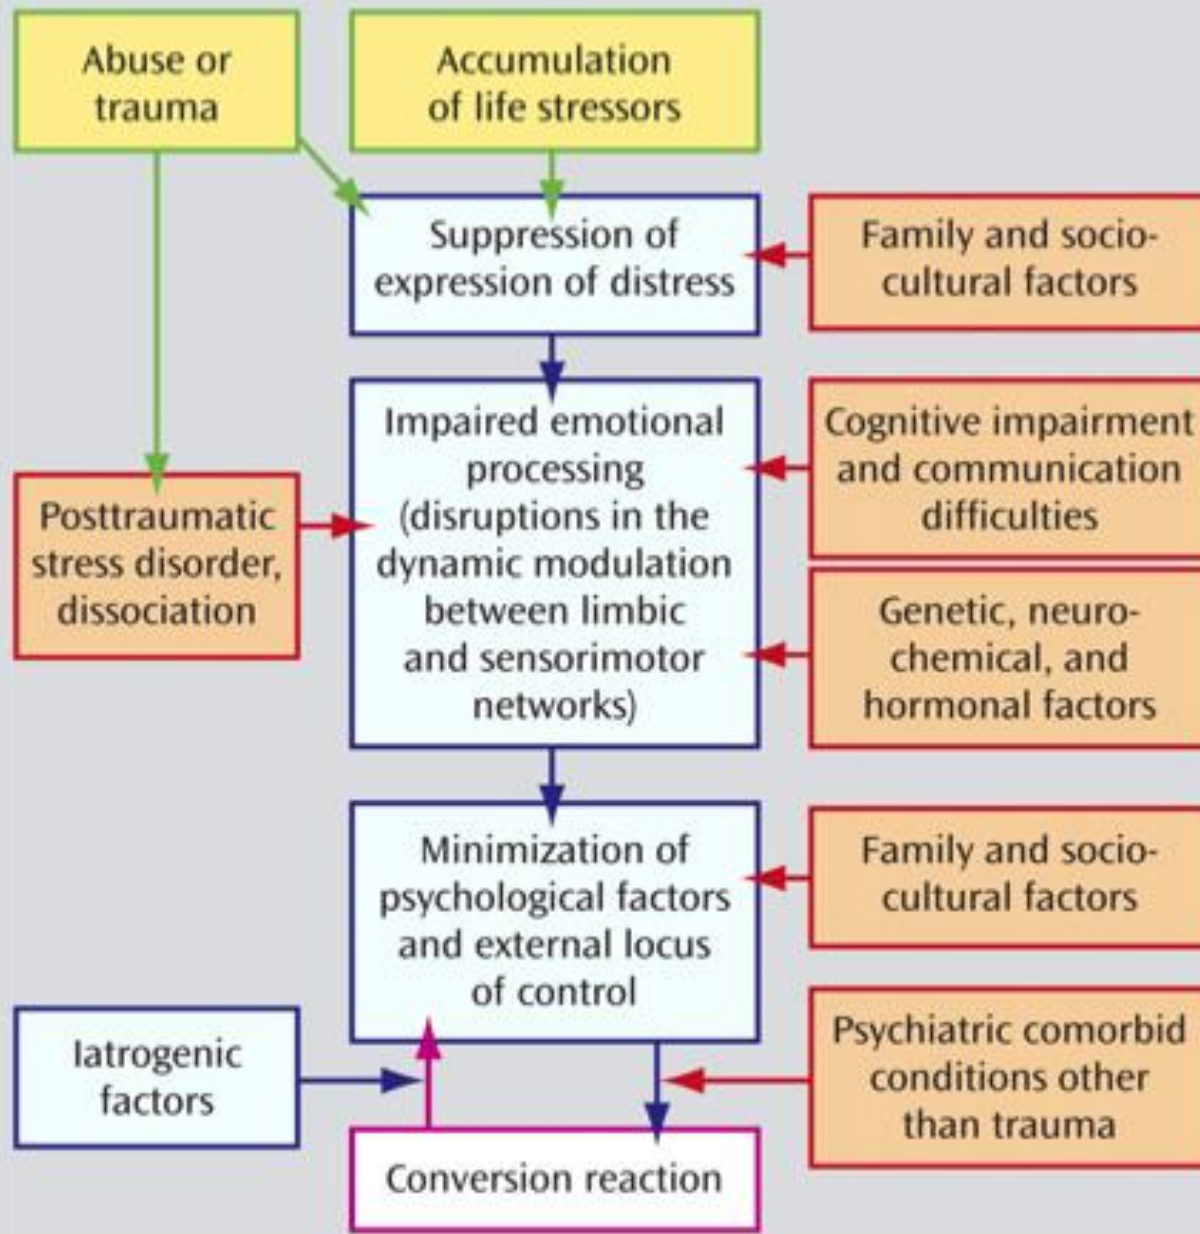 Abuse or
trauma
Accumulation
of life stressors
Suppression of
expression of distress
Family and socio-
cultural factors
Impaired emotional
processing
(disruptions in the
dynamic modulation
between limbic
and sensorimotor
networks)
Cognitive impairment
and communication
difficulties
Posttraumatic
stress disorder,
dissociation
Genetic, neuro-
chemical, and
hormonal factors
Minimization of
psychological factors
and external locus
of control
Family and socio-
cultural factors
Iatrogenic
factors
Psychiatric comorbid
conditions other
than trauma
Conversion reaction